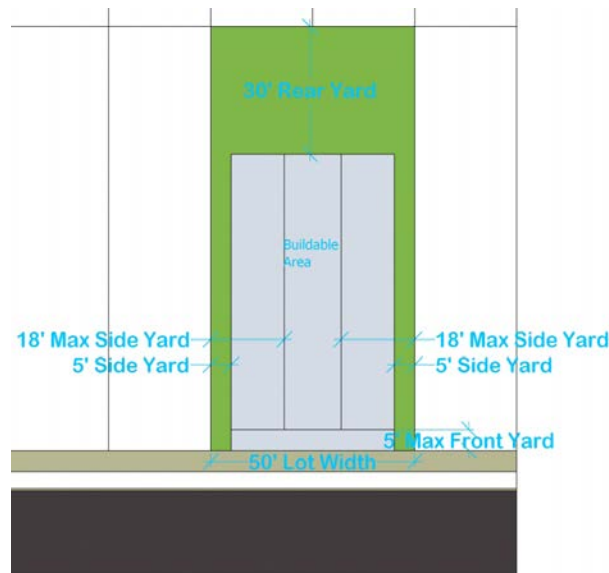 30' Rear Yard
Buildable
Area
18' Max Side Yard
18' Max Side Yard
5' Side Yard
5' Side Yard
5' Max Front Yard
50' Lot Width